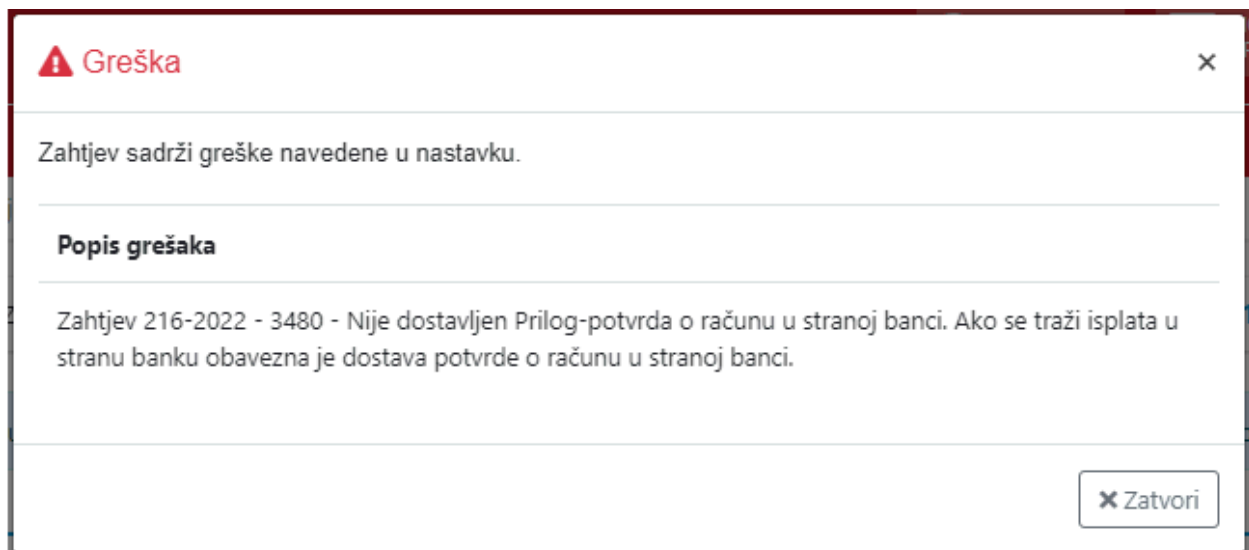 Greška
Zahtjev sadrži greške navedene u nastavku.
Popis grešaka
Zahtjev 216-2022 - 3480 - Nije dostavljen Prilog-potvrda o računu u stranoj banci. Ako se traži isplata u
stranu banku obavezna je dostava potvrde o računu u stranoj banci.
Zatvori